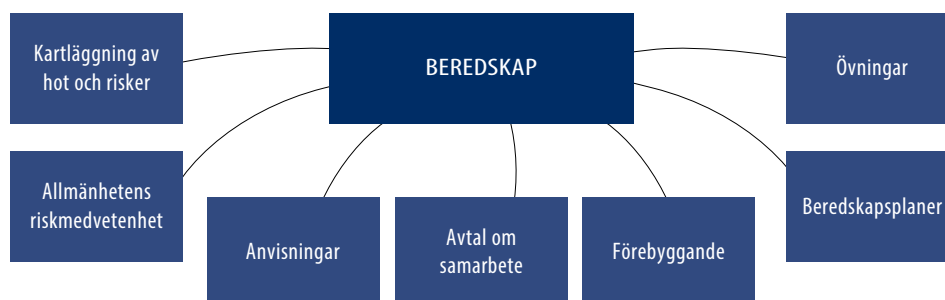 Kartläggning av
hot och risker
BEREDSKAP
Övningar
Allmänhetens
riskmedvetenhet
Anvisningar
Avtal om
samarbete
Förebyggande
Beredskapsplaner